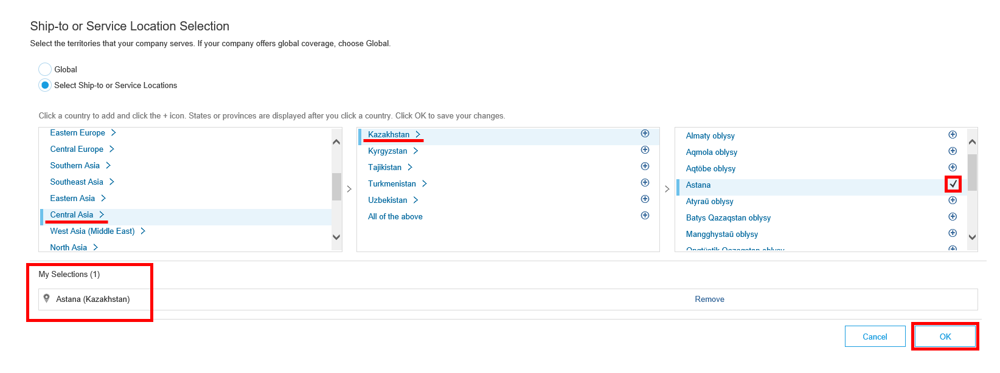 Ship-to or Service Location Selection
Select the territories that your company serves. If your company offers global coverage, choose Global.
Global
Select Ship-to or Service Locations
Click a country to add and click the + icon. States or provinces are displayed after you click a country. Click OK to save your changes.
Eastern Europe
Central Europe
Southern Asia
Southeast Asia
Eastern Asia
Central Asia
West Asia (Middle East)
North Asia
Kazakhstan
Kyrgyzstan
Tajikistan
Turkmenistan
Uzbekistan
All of the above
Almaty oblysy
Aqmola oblysy
Aqtöbe oblysy
Astana
Atyraū oblysy
Batys Qazaqstan oblysy
Mangghystaū oblysy
Ongtüstik Qazaqstan oblysy
My Selections (1)
Astana (Kazakhstan)
Remove
Cancel
OK